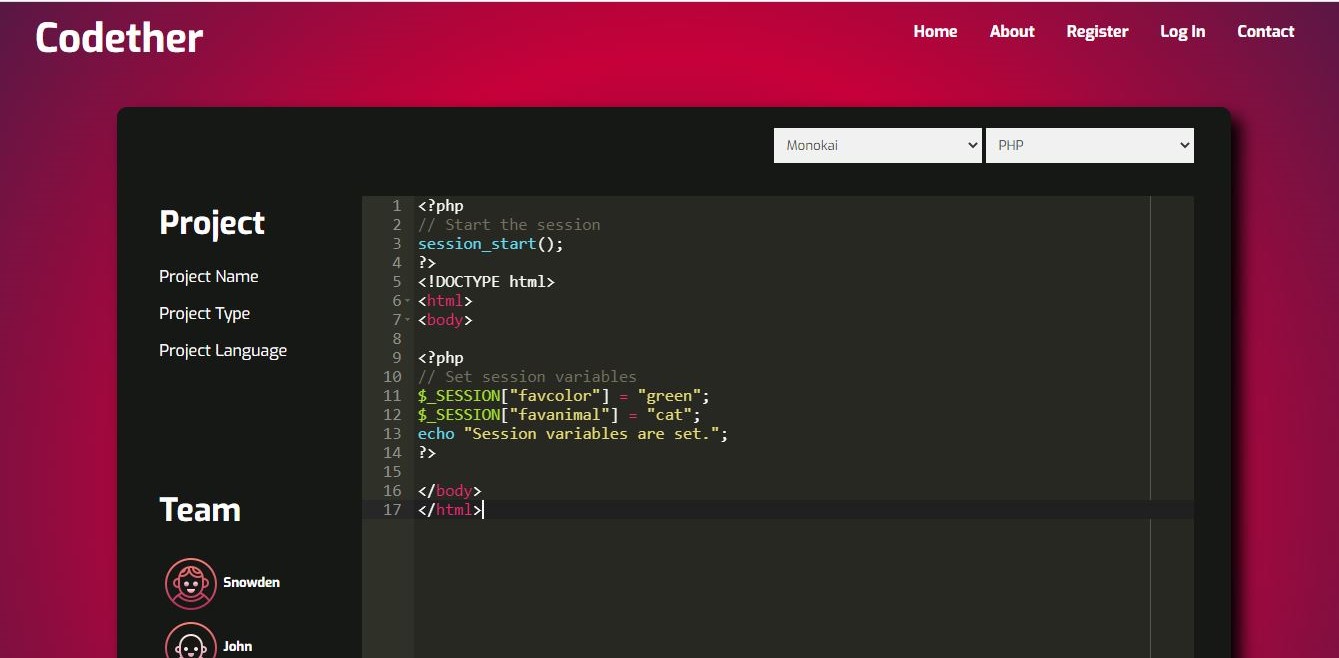 Codether
Home About Register Log In Contact
Monokai PHP
Project
Project Name
Project Type
Project Language
Team
Snowden
John
1 <?php
2 // Start the session
3 session_start();
4 ?>
5 <!DOCTYPE html>
6 <html>
7 <body>
8
9 <?php
10 // Set session variables
11 $_SESSION["favcolor"] = "green";
12 $_SESSION["favanimal"] = "cat";
13 echo "Session variables are set.";
14 ?>
15
16 </body>
17 </html>